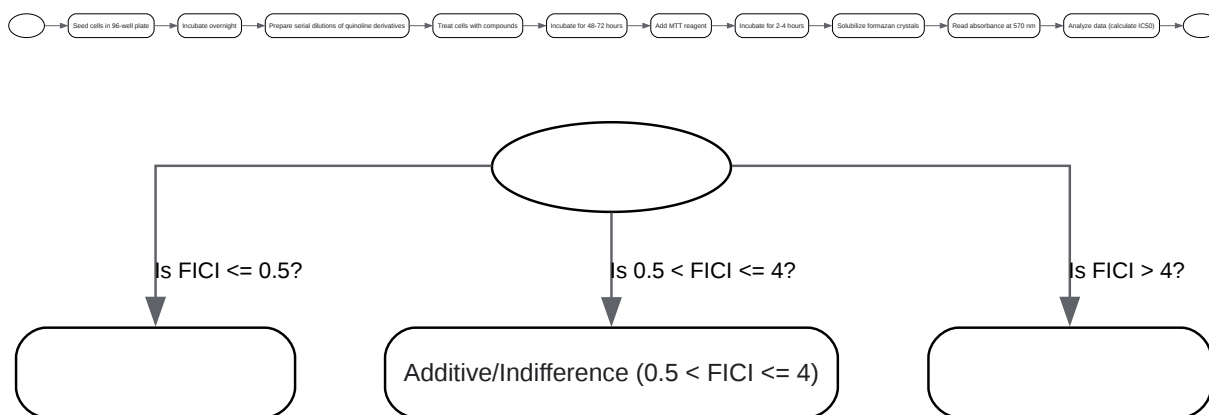 Seed cells in 96-well plate
Incubate overnight
Prepare serial dilutions of quinoline derivatives
Treat cells with compounds
Incubate for 48-72 hours
Add MTT reagent
Incubate for 2-4 hours
Solubilize formazan crystals
Read absorbance at 570 nm
Analyze data (calculate IC50)
Is FICI <= 0.5?
Is 0.5 < FICI <= 4?
Is FICI > 4?
Additive/Indifference (0.5 < FICI <= 4)